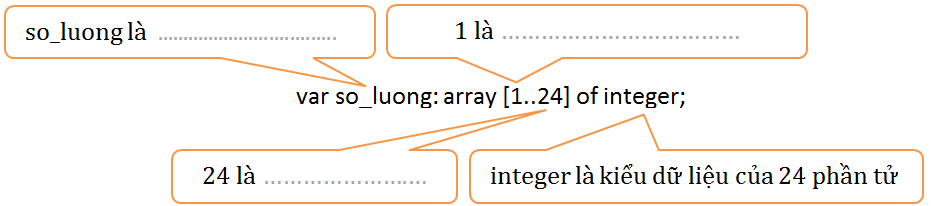 so_luong là ........................................
1 là ........................................
var so_luong: array [1..24] of integer;
24 là ............................
integer là kiểu dữ liệu của 24 phần tử